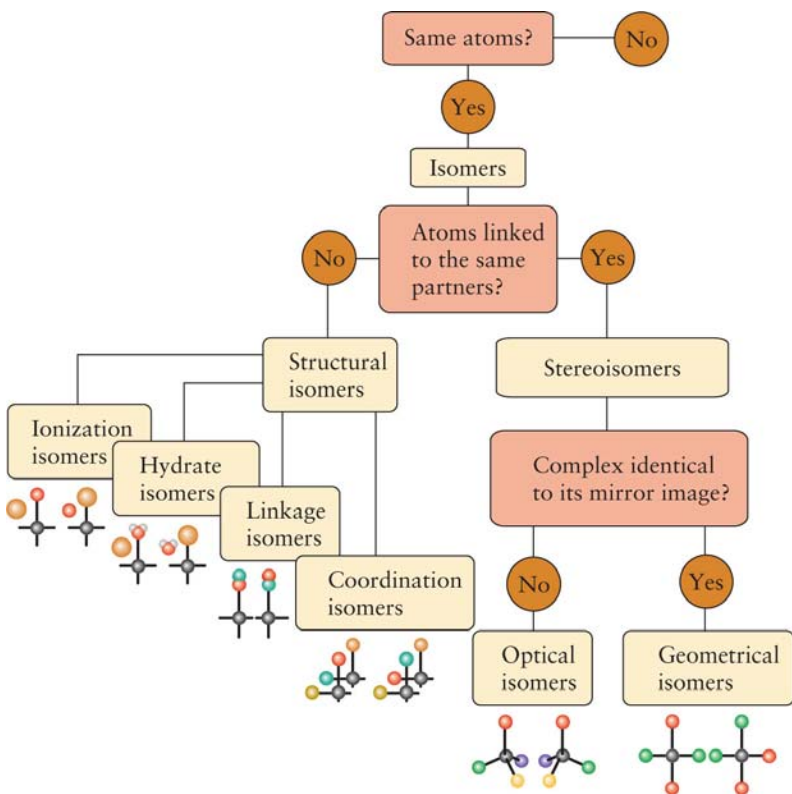 Same atoms?
No
Yes
Isomers
Atoms linked
to the same
partners?
No
Yes
Structural
isomers
Stereoisomers
Ionization
isomers
Hydrate
isomers
Linkage
isomers
Coordination
isomers
Complex identical
to its mirror image?
No
Yes
Optical
isomers
Geometrical
isomers